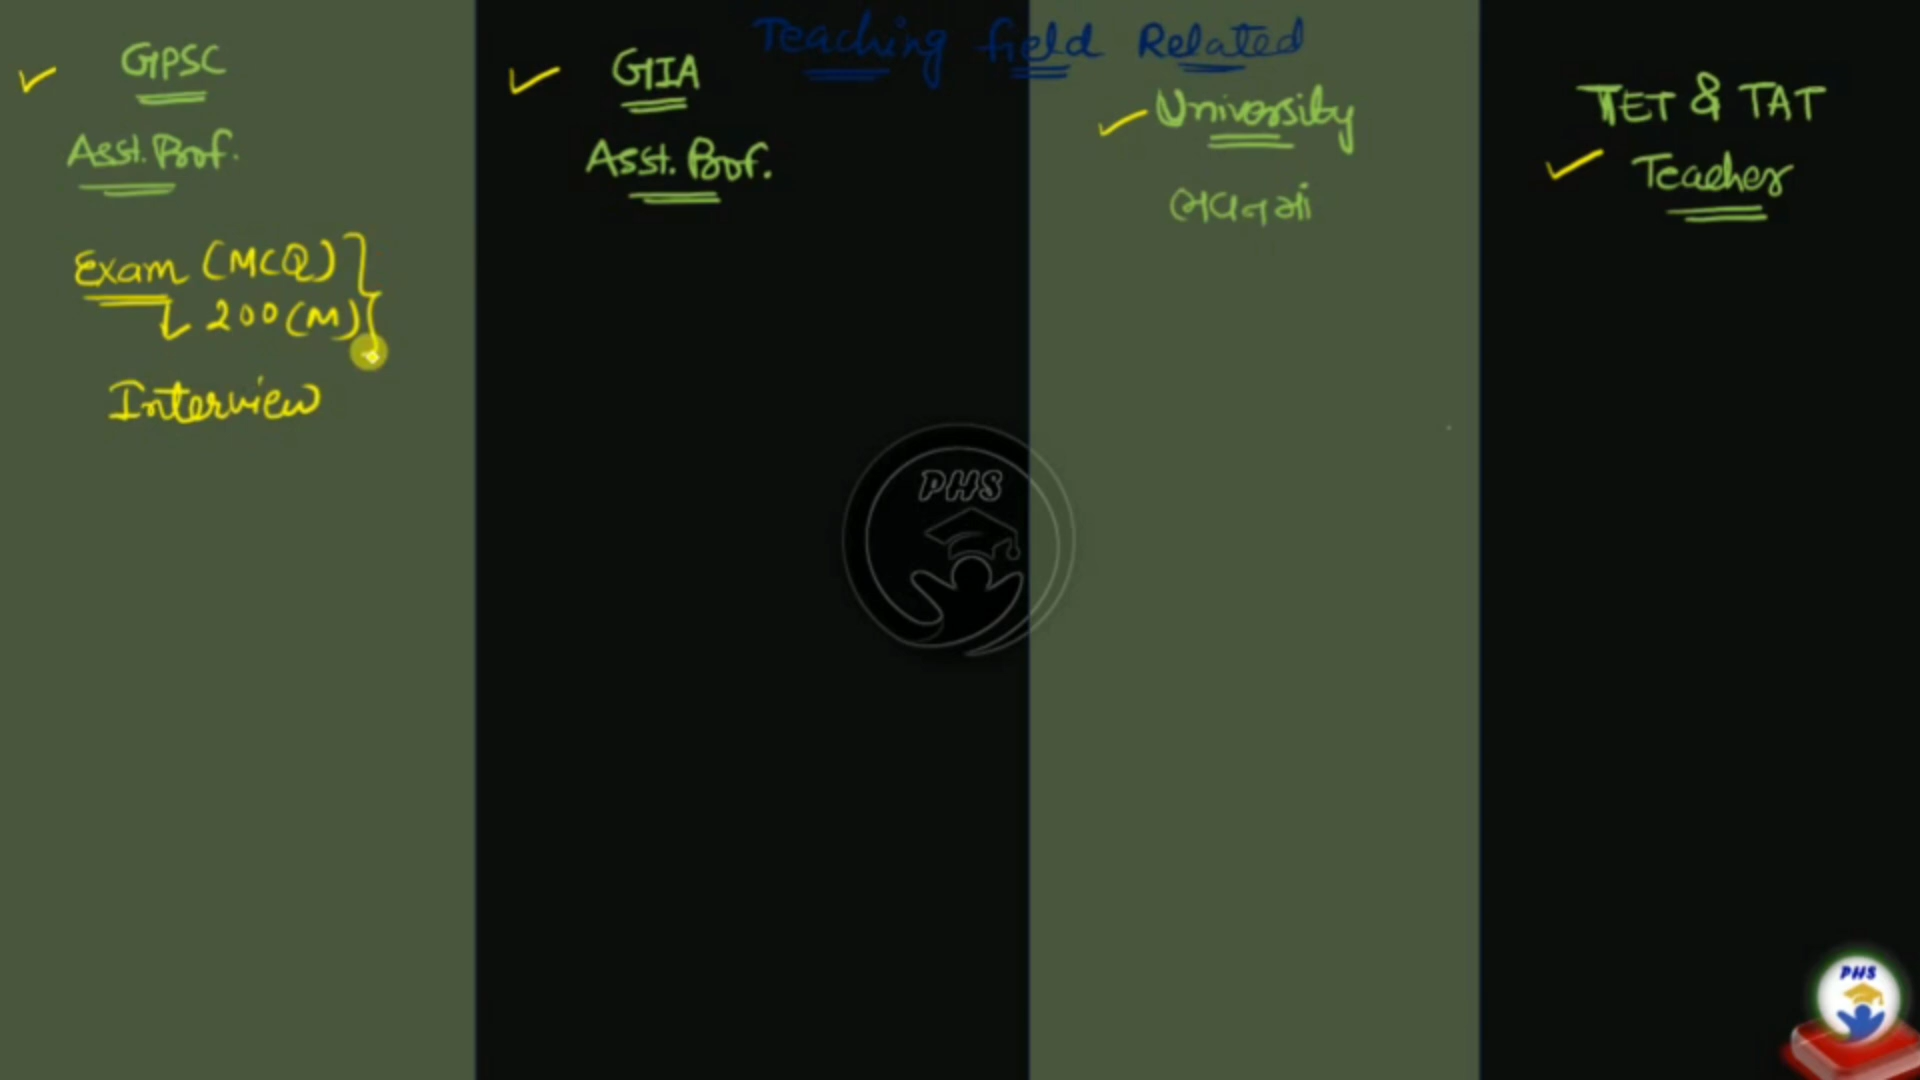 Teaching field Related
GPSC
Asst. Prof.
Exam (MCQ)
200 (M)
Interview
GIA
Asst. Prof.
University
ભવનમાં
TET & TAT
Teacher
PHS
PHS